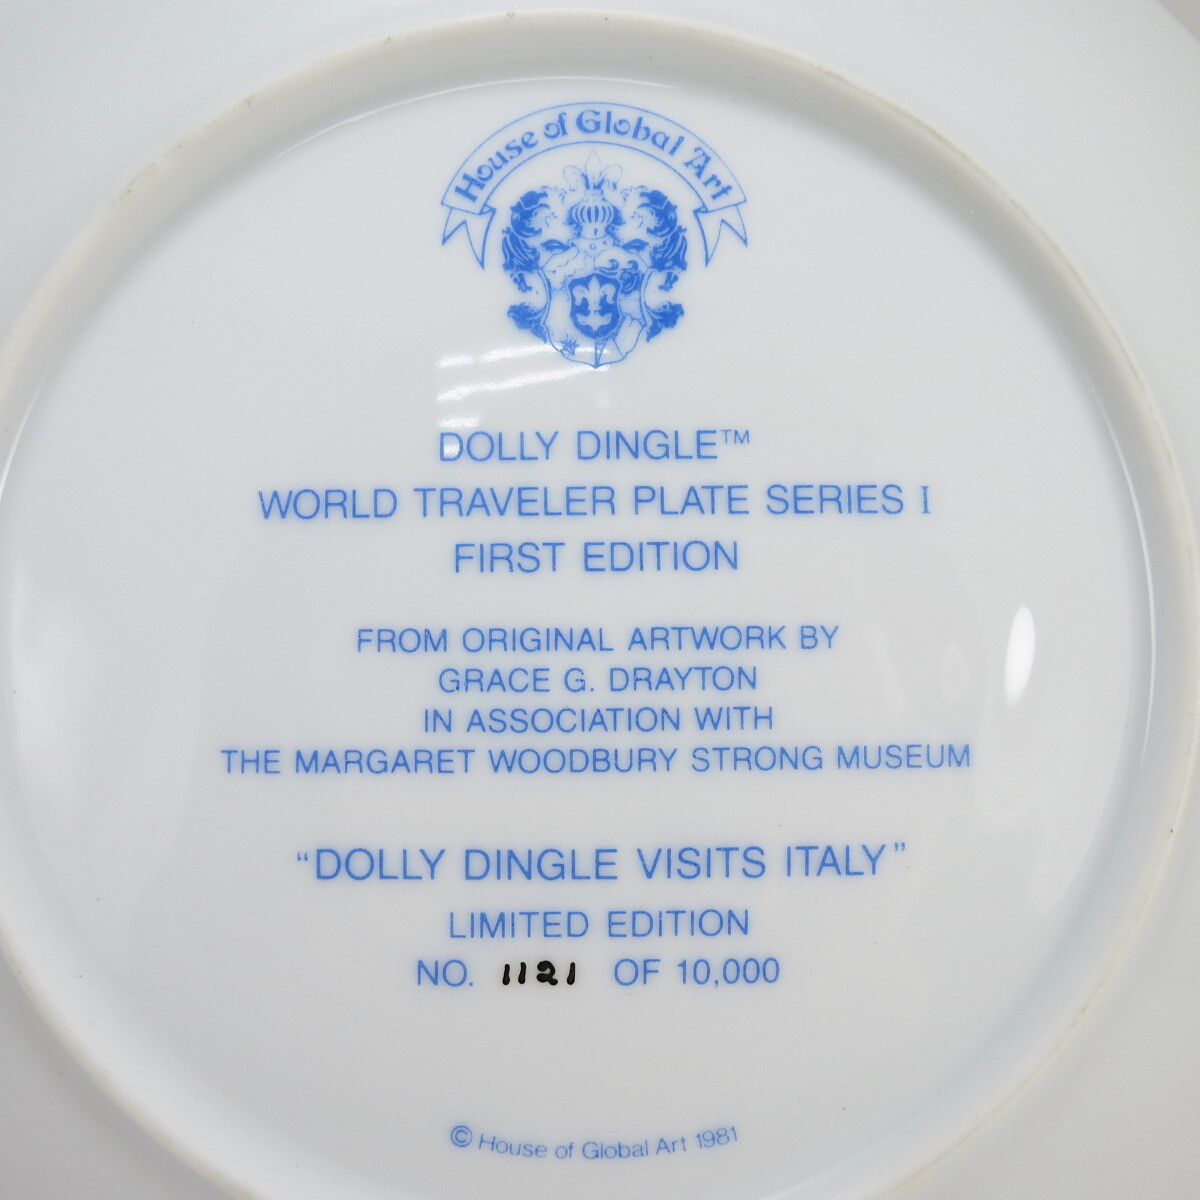 House of Global Art
DOLLY DINGLE™
WORLD TRAVELER PLATE SERIES I
FIRST EDITION
FROM ORIGINAL ARTWORK BY
GRACE G. DRAYTON
IN ASSOCIATION WITH
THE MARGARET WOODBURY STRONG MUSEUM
“DOLLY DINGLE VISITS ITALY”
LIMITED EDITION
NO. 1121 OF 10,000
© House of Global Art 1981